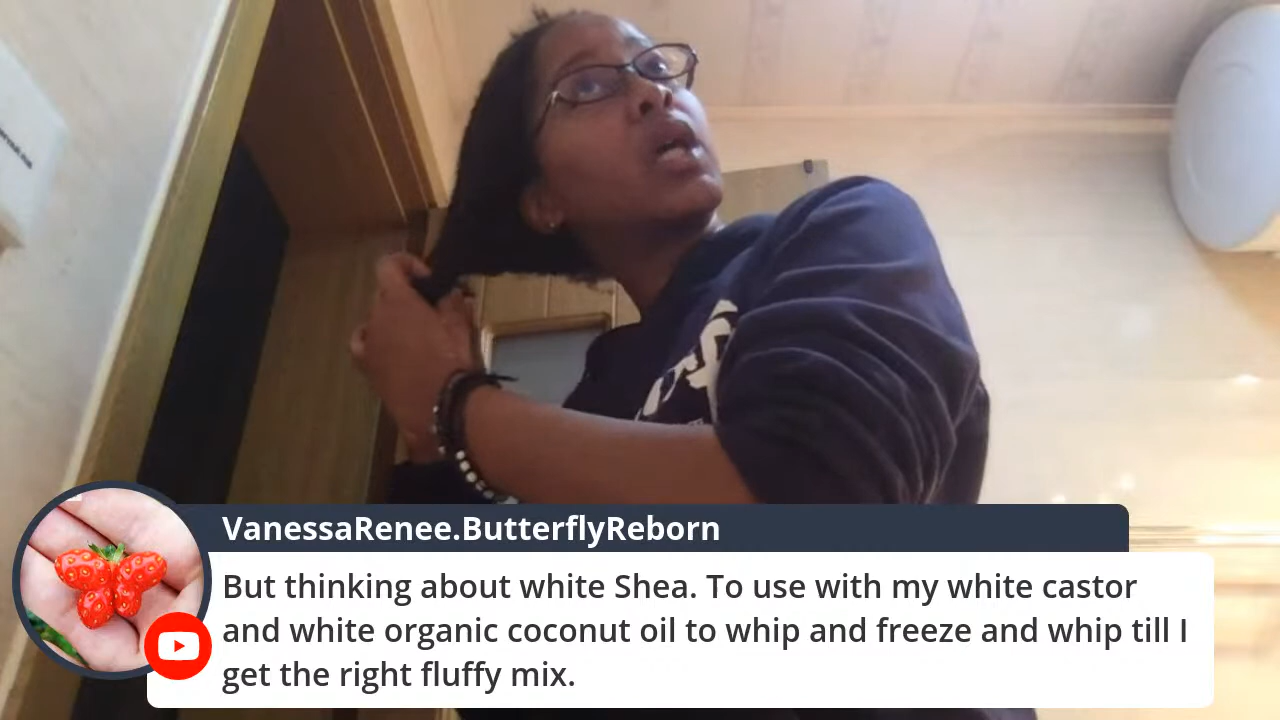 VanessaRenee.ButterflyReborn
But thinking about white Shea. To use with my white castor
and white organic coconut oil to whip and freeze and whip till I
get the right fluffy mix.